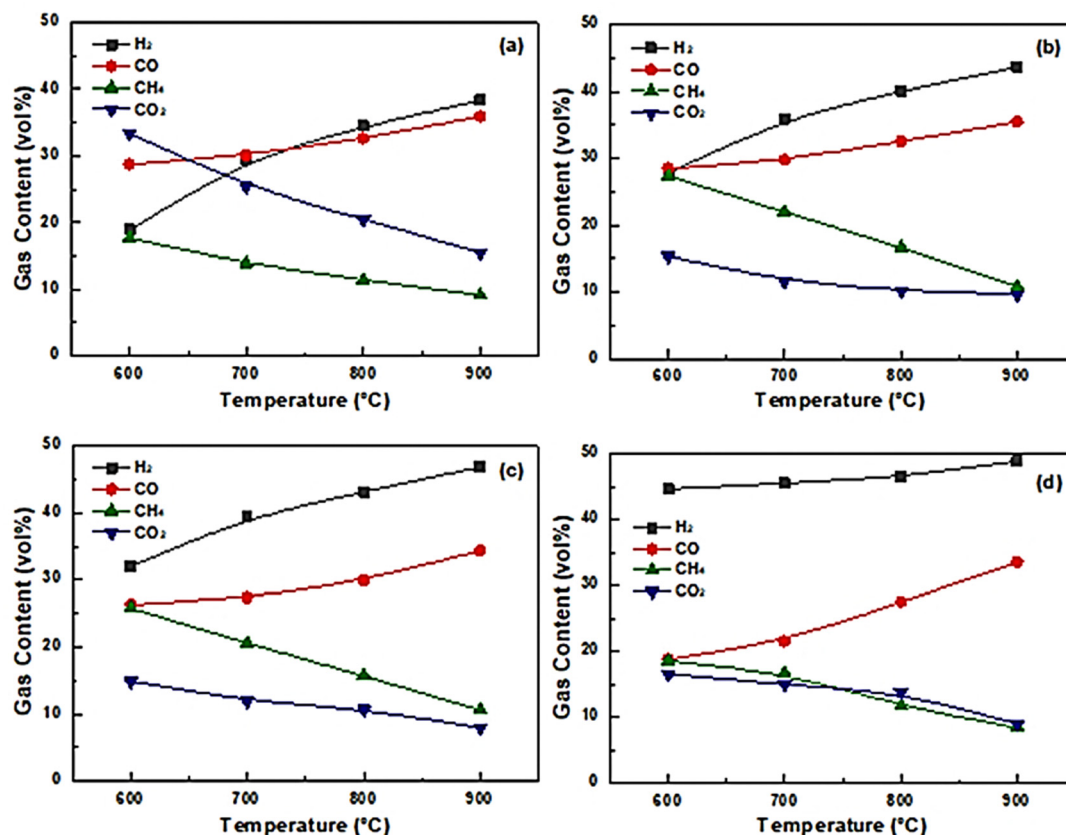 (a)
H₂
CO
CH₄
CO₂
50
40
30
20
10
0
Gas Content (vol%)
600 700 800 900
Temperature (°C)
(b)
H₂
CO
CH₄
CO₂
50
40
30
20
10
0
Gas Content (vol%)
600 700 800 900
Temperature (°C)
(c)
H₂
CO
CH₄
CO₂
50
40
30
20
10
0
Gas Content (vol%)
600 700 800 900
Temperature (°C)
(d)
H₂
CO
CH₄
CO₂
50
40
30
20
10
0
Gas Content (vol%)
600 700 800 900
Temperature (°C)